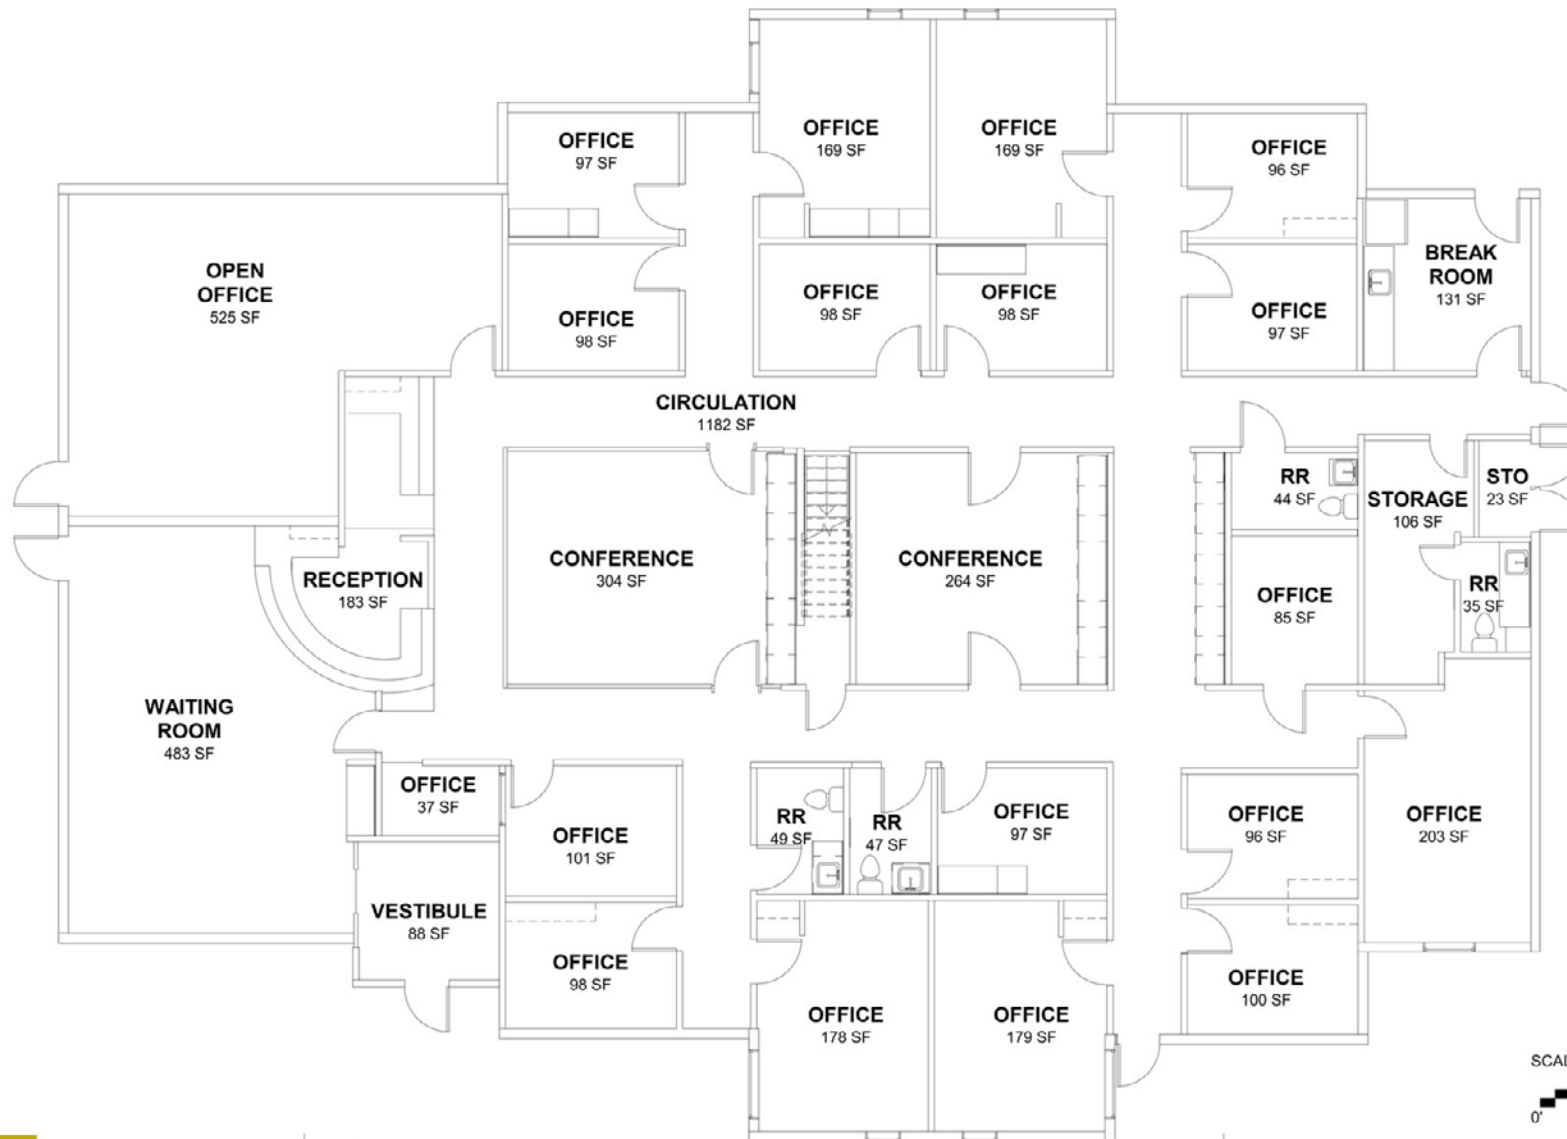 OFFICE
97 SF
OFFICE
169 SF
OFFICE
169 SF
OFFICE
96 SF
OPEN
OFFICE
525 SF
OFFICE
98 SF
OFFICE
98 SF
OFFICE
98 SF
OFFICE
97 SF
BREAK
ROOM
131 SF
CIRCULATION
1182 SF
CONFERENCE
304 SF
CONFERENCE
264 SF
RR
44 SF
STORAGE
106 SF
STO
23 SF
RECEPTION
183 SF
OFFICE
85 SF
RR
35 SF
WAITING
ROOM
483 SF
OFFICE
37 SF
OFFICE
101 SF
RR
49 SF
RR
47 SF
OFFICE
97 SF
OFFICE
96 SF
OFFICE
203 SF
VESTIBULE
88 SF
OFFICE
98 SF
OFFICE
178 SF
OFFICE
179 SF
OFFICE
100 SF
SCAL
0'